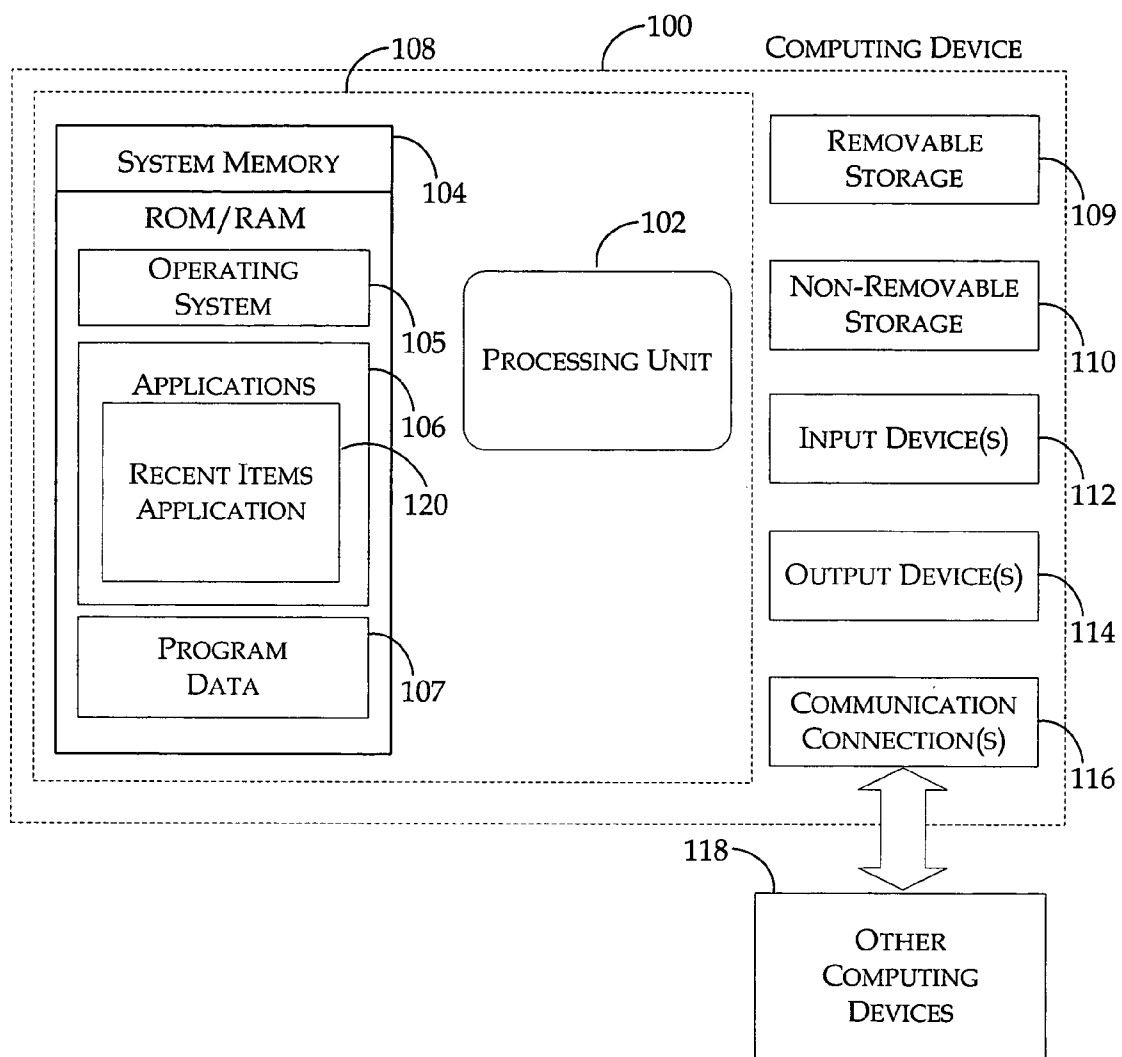 100
COMPUTING DEVICE
108
SYSTEM MEMORY
104
ROM/RAM
OPERATING
SYSTEM
105
APPLICATIONS
106
RECENT ITEMS
APPLICATION
120
PROGRAM
DATA
107
102
PROCESSING UNIT
REMOVABLE
STORAGE
109
NON-REMOVABLE
STORAGE
110
INPUT DEVICE(S)
112
OUTPUT DEVICE(S)
114
COMMUNICATION
CONNECTION(S)
116
118
OTHER
COMPUTING
DEVICES